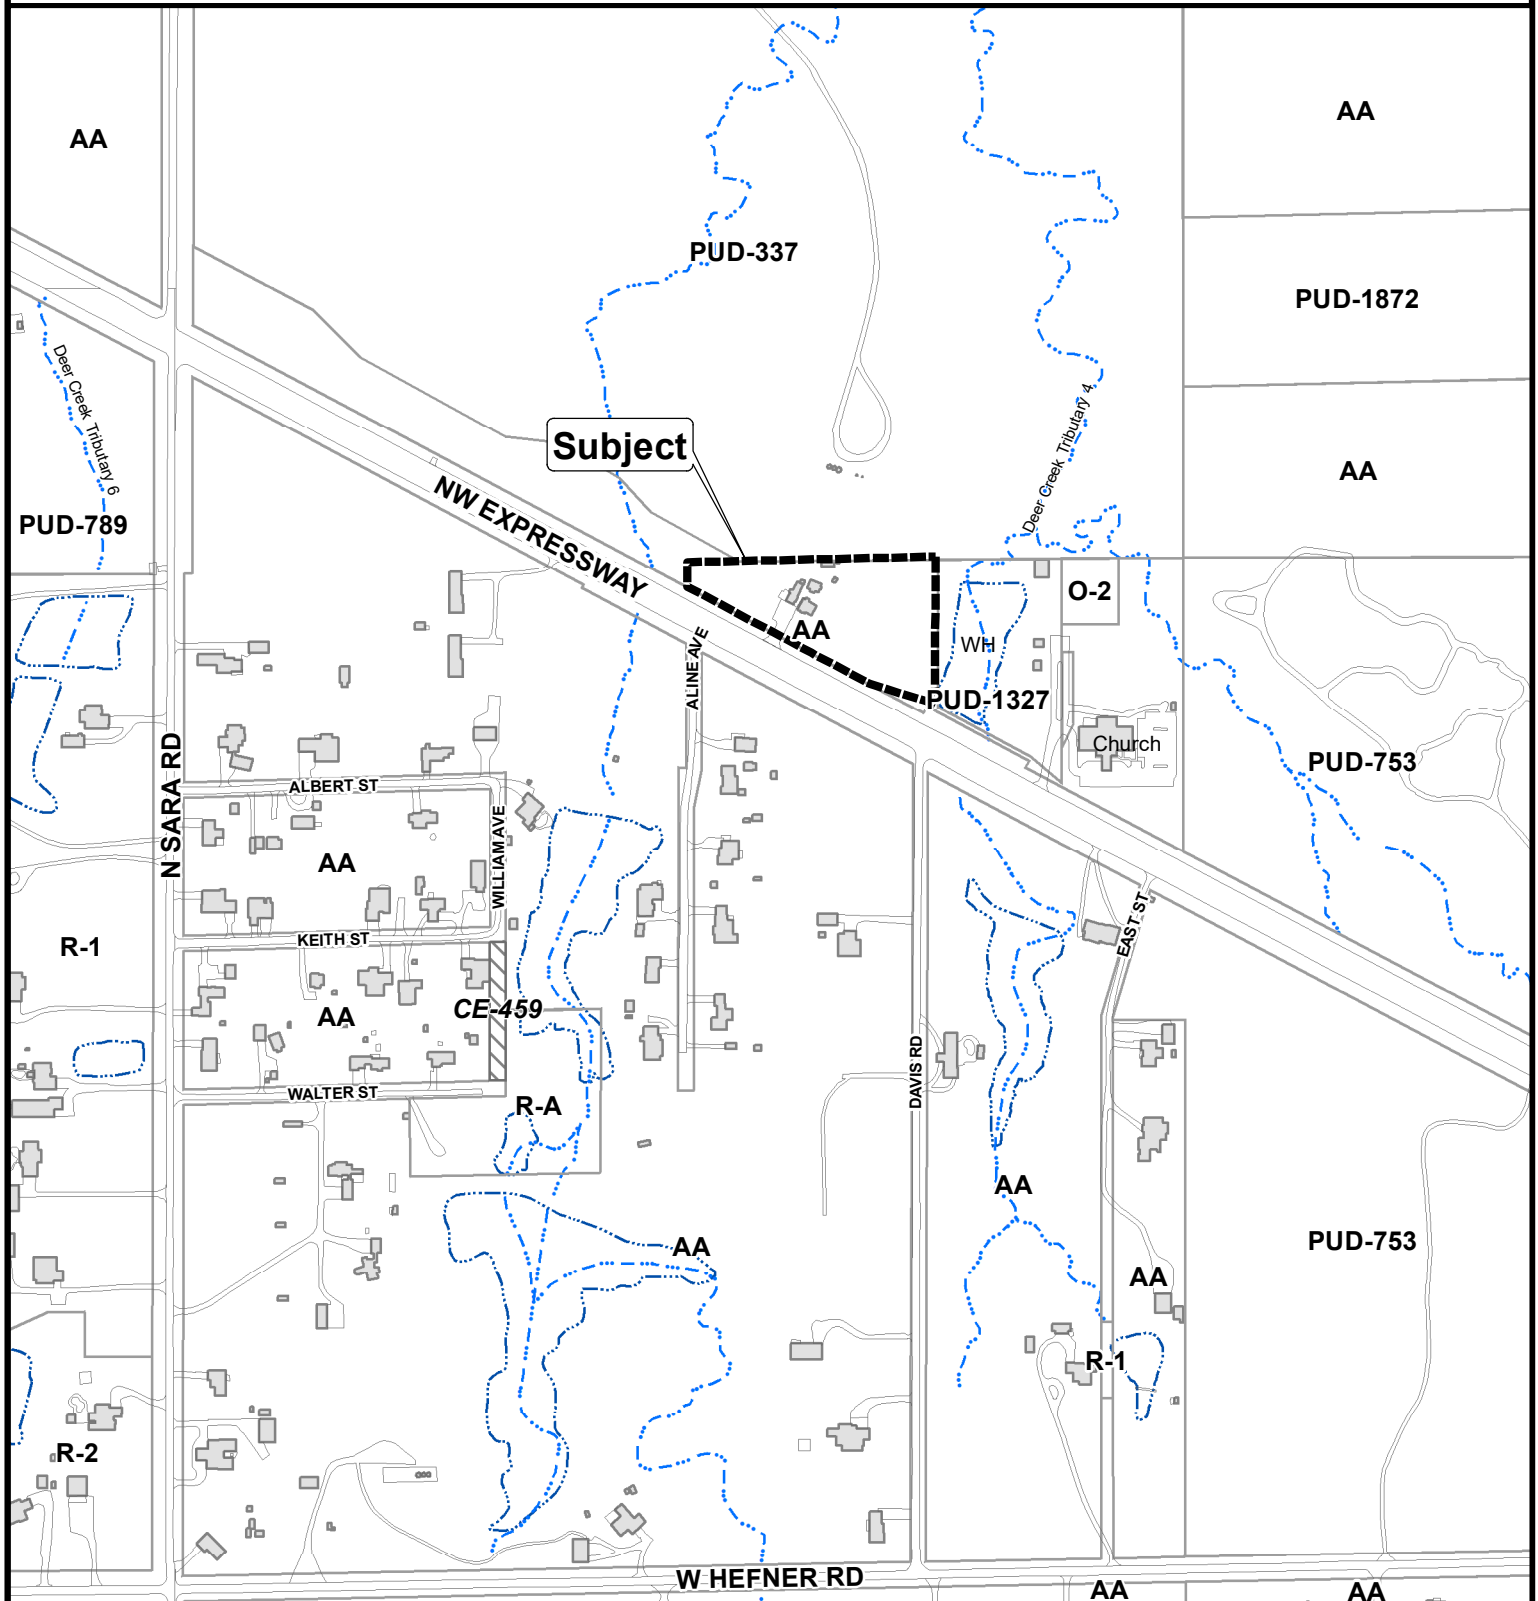 AA
AA
PUD-337
PUD-1872
Deer Creek Tributary 6
Deer Creek Tributary 4
Subject
AA
NW EXPRESSWAY
PUD-789
O-2
AA
WH
ALINE AVE
PUD-1327
Church
PUD-753
N SARA RD
ALBERT ST
WILLIAM AVE
AA
KEITH ST
R-1
EAST ST
CE-459
AA
WALTER ST
R-A
DAVIS RD
AA
AA
PUD-753
AA
R-1
R-2
W HEFNER RD
AA
AA